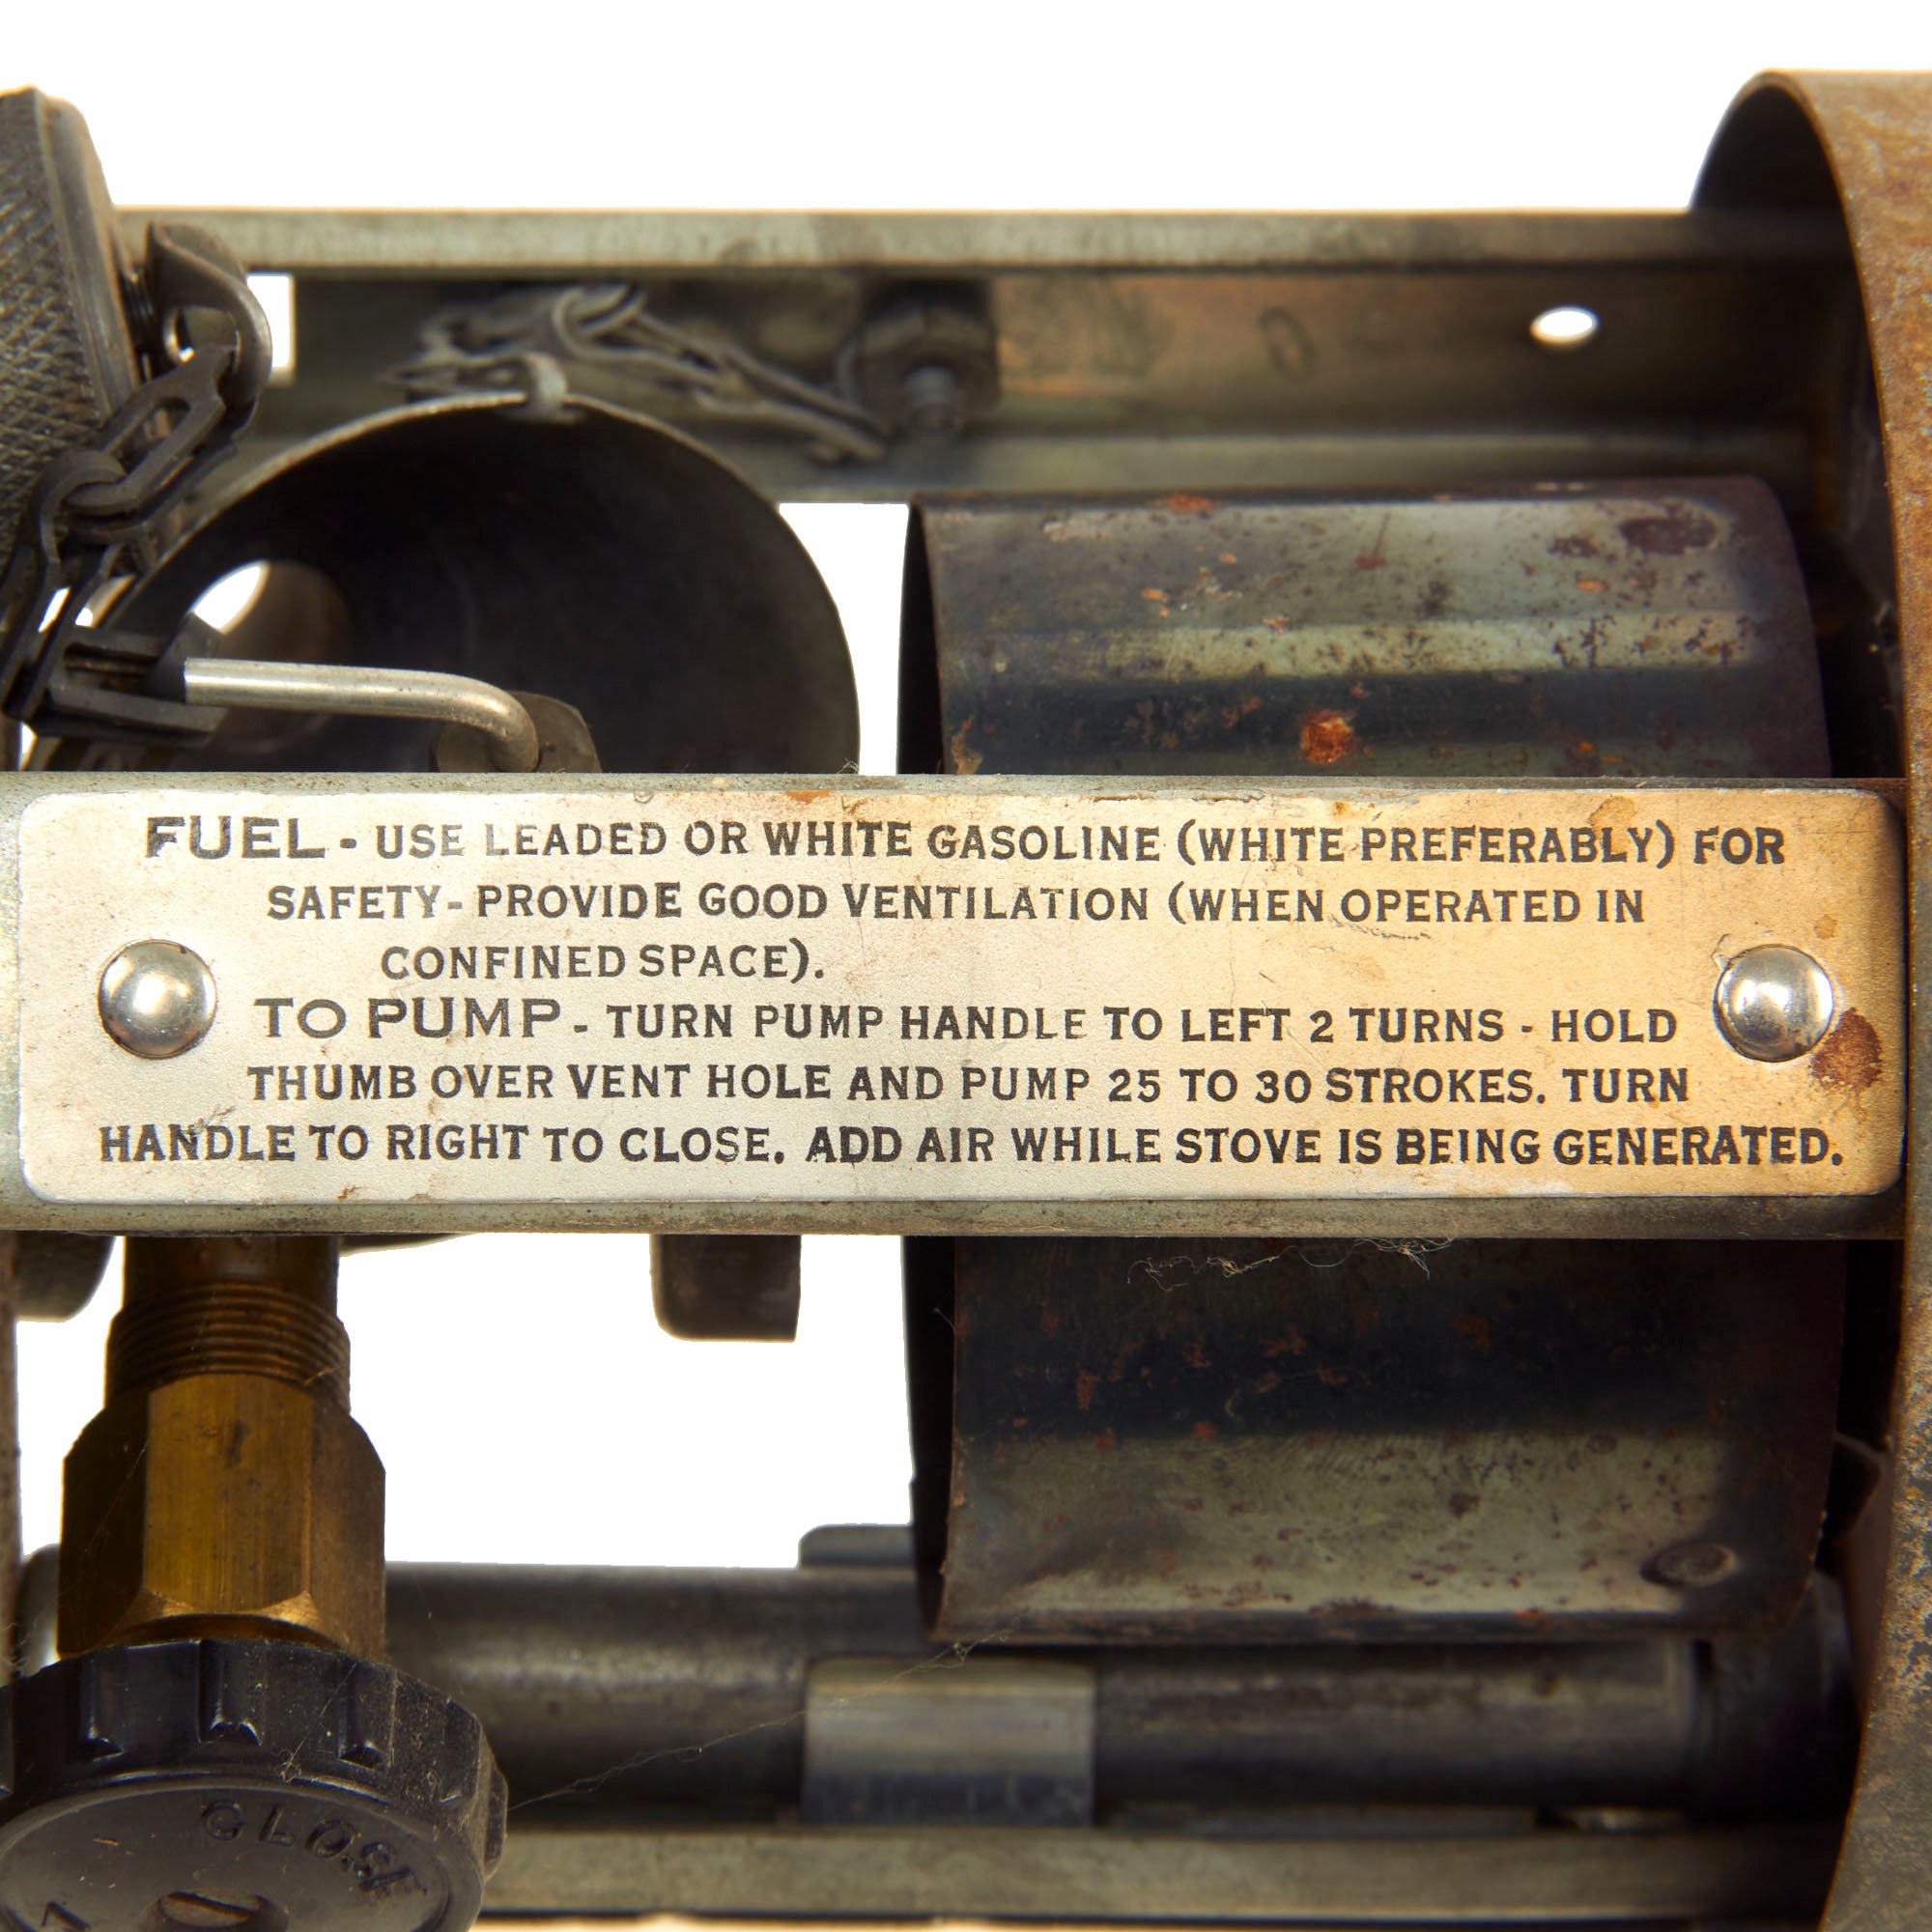 FUEL - USE LEADED OR WHITE GASOLINE (WHITE PREFERABLY) FOR
SAFETY - PROVIDE GOOD VENTILATION (WHEN OPERATED IN
CONFINED SPACE).
TO PUMP - TURN PUMP HANDLE TO LEFT 2 TURNS - HOLD
THUMB OVER VENT HOLE AND PUMP 25 TO 30 STROKES. TURN
HANDLE TO RIGHT TO CLOSE. ADD AIR WHILE STOVE IS BEING GENERATED.
CLOSE